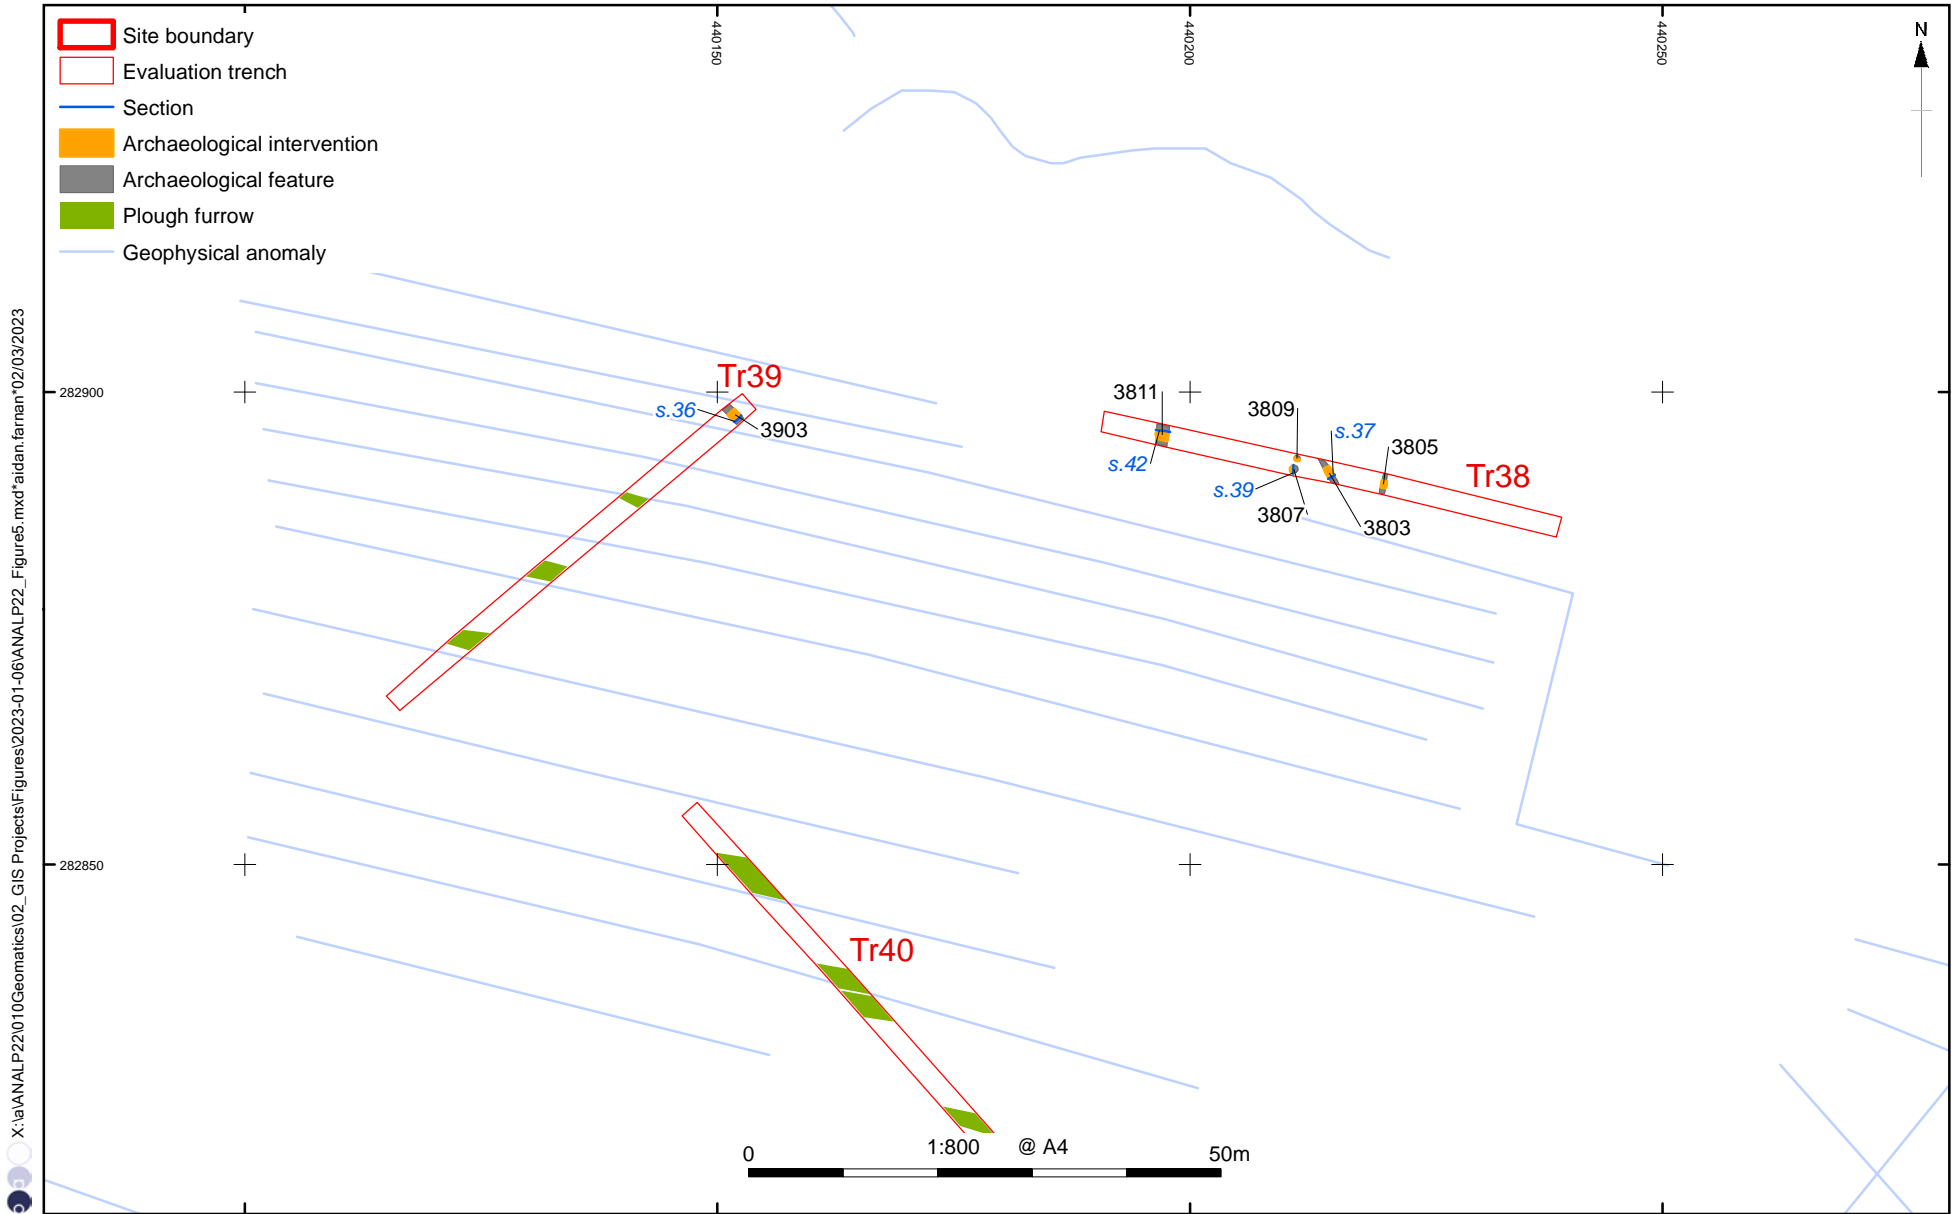 Site boundary
Evaluation trench
Section
Archaeological intervention
Archaeological feature
Plough furrow
Geophysical anomaly
440150
440200
440250
N
282900
282850
Tr39
s.36
3903
3811
3809
s.37
3805
s.42
s.39
3807
3803
Tr38
Tr40
0
1:800 @ A4
50m
X:\a\ANALP22\010Geomatics\02_GIS Projects\Figures\2023-01-06\ANALP22_Figure5.mxd*aidan.farnan*02/03/2023